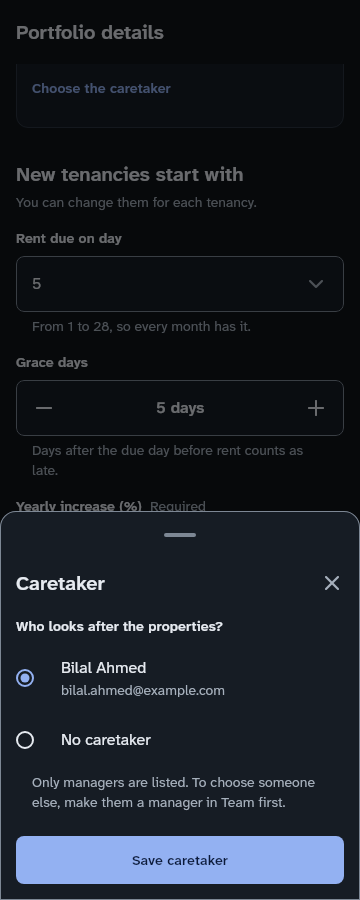 Portfolio details
Choose the caretaker
New tenancies start with
You can change them for each tenancy.
Rent due on day
5
From 1 to 28, so every month has it.
Grace days
5 days
Days after the due day before rent counts as
late.
Yearly increase (%) Required
Caretaker
Who looks after the properties?
Bilal Ahmed
bilal.ahmed@example.com
No caretaker
Only managers are listed. To choose someone
else, make them a manager in Team first.
Save caretaker